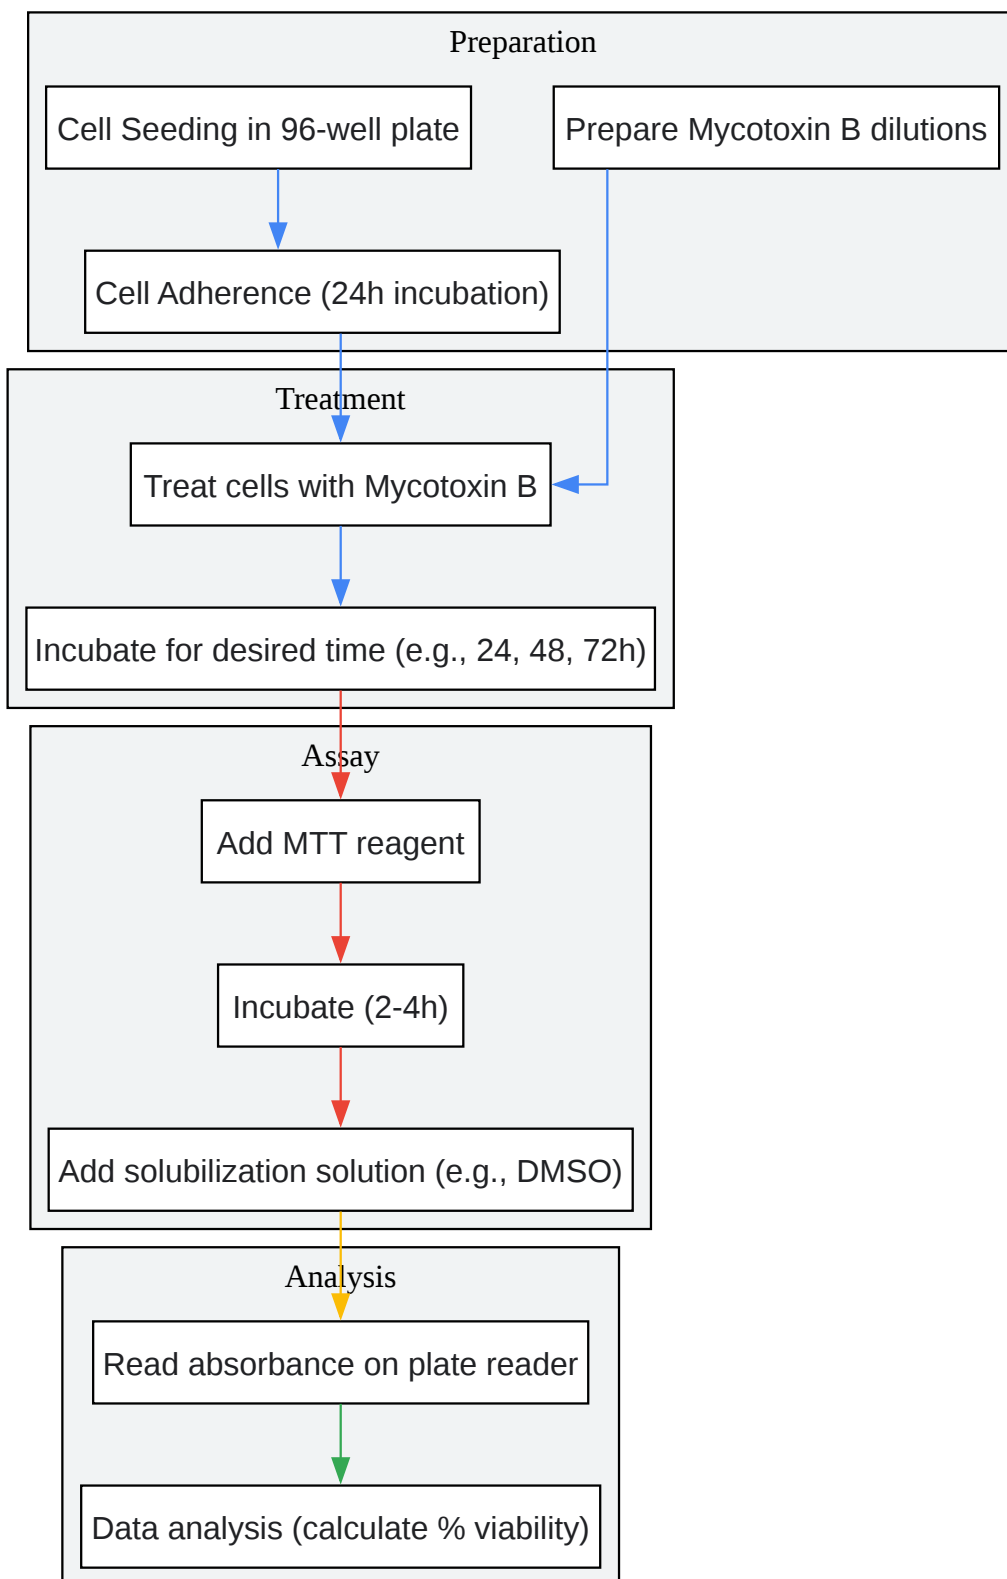 Preparation
Cell Seeding in 96-well plate
Prepare Mycotoxin B dilutions
Cell Adherence (24h incubation)
Treatment
Treat cells with Mycotoxin B
Incubate for desired time (e.g., 24, 48, 72h)
Assay
Add MTT reagent
Incubate (2-4h)
Add solubilization solution (e.g., DMSO)
Analysis
Read absorbance on plate reader
Data analysis (calculate % viability)